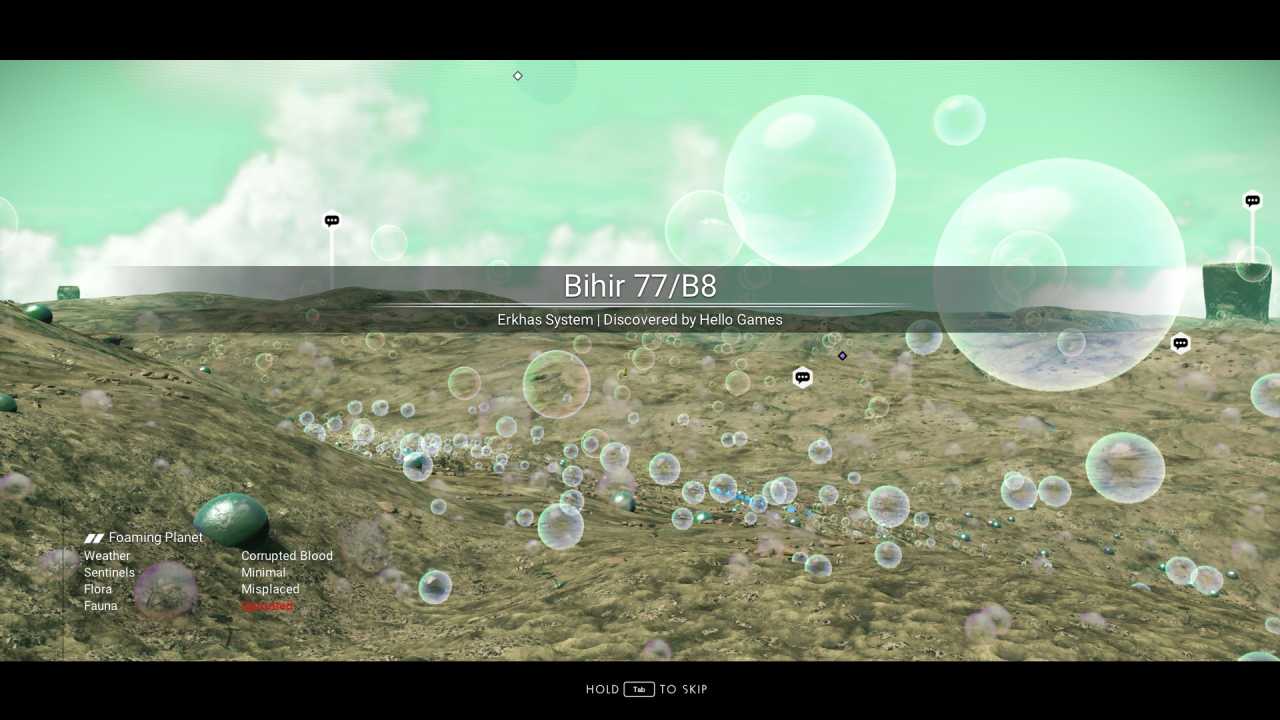 Bihir 77/B8
Erkhas System | Discovered by Hello Games
Foaming Planet
Weather Corrupted Blood
Sentinels Minimal
Flora Misplaced
Fauna
HOLD Tab TO SKIP